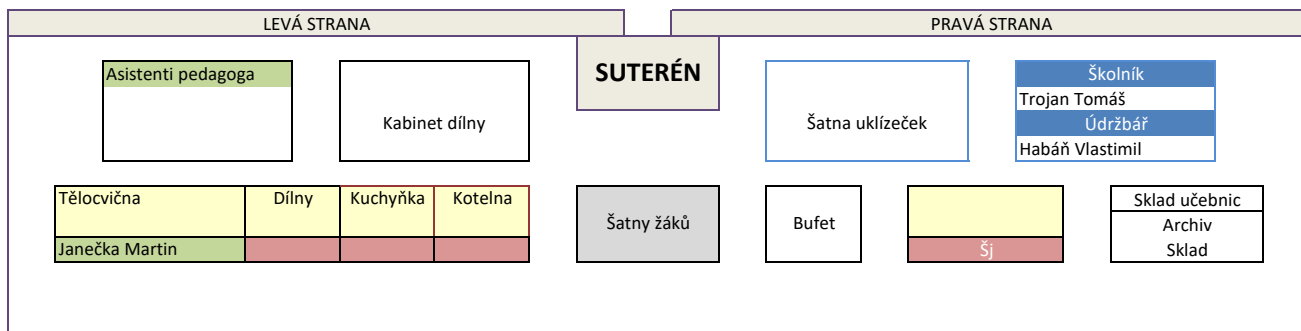 LEVÁ STRANA
PRAVÁ STRANA
SUTERÉN
Asistenti pedagoga
Kabinet dílny
Šatna uklízeček
Školník
Trojan Tomáš
Údržbář
Habáň Vlastimil
Tělocvična
Dílny
Kuchyňka
Kotelna
Janečka Martin
Šatny žáků
Bufet
Šj
Sklad učebnic
Archiv
Sklad